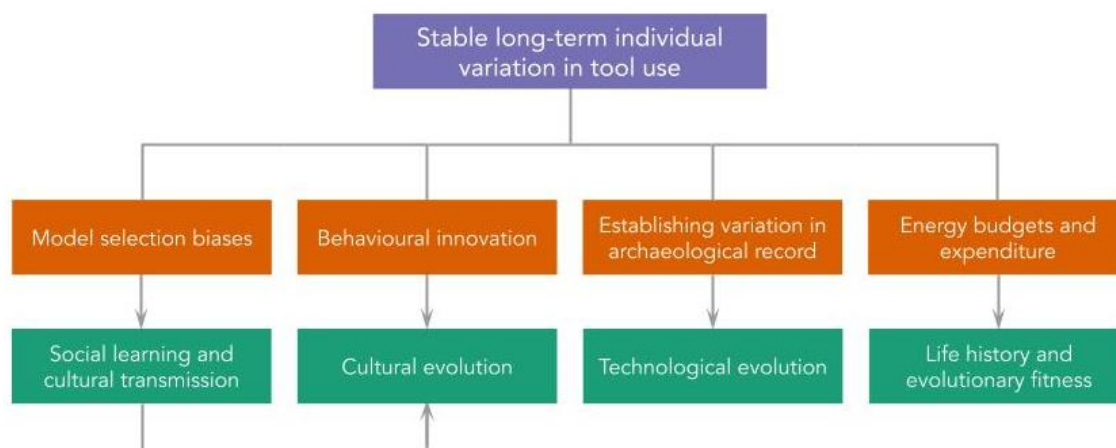 Stable long-term individual
variation in tool use
Model selection biases
Behavioural innovation
Establishing variation in
archaeological record
Energy budgets and
expenditure
Social learning and
cultural transmission
Cultural evolution
Technological evolution
Life history and
evolutionary fitness